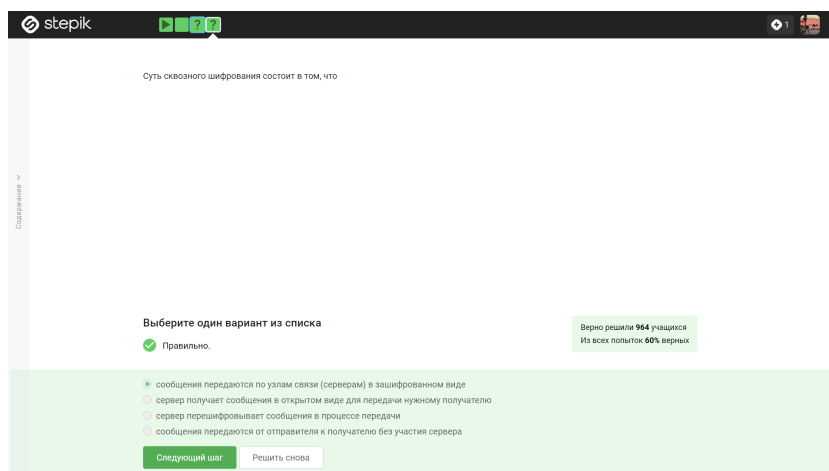 stepik
? ?
1
Содержание
Суть сквозного шифрования состоит в том, что
Выберите один вариант из списка
Правильно.
Верно решили 964 учащихся
Из всех попыток 60% верных
сообщения передаются по узлам связи (серверам) в зашифрованном виде
сервер получает сообщения в открытом виде для передачи нужному получателю
сервер перешифровывает сообщения в процессе передачи
сообщения передаются от отправителя к получателю без участия сервера
Следующий шаг
Решить снова